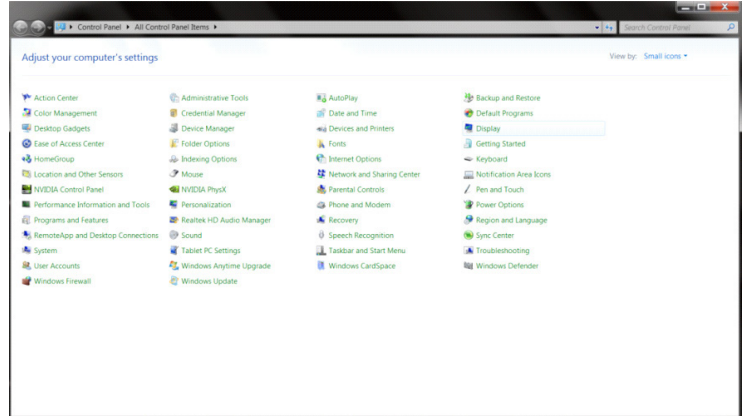 Control Panel ▸ All Control Panel Items ▸ Search Control Panel
Adjust your computer's settings View by: Small icons
Action Center Administrative Tools AutoPlay Backup and Restore
Color Management Credential Manager Date and Time Default Programs
Desktop Gadgets Device Manager Devices and Printers Display
Ease of Access Center Folder Options Fonts Getting Started
HomeGroup Indexing Options Internet Options Keyboard
Location and Other Sensors Mouse Network and Sharing Center Notification Area Icons
NVIDIA Control Panel NVIDIA PhysX Parental Controls Pen and Touch
Performance Information and Tools Personalization Phone and Modem Power Options
Programs and Features Realtek HD Audio Manager Recovery Region and Language
RemoteApp and Desktop Connections Sound Speech Recognition Sync Center
System Tablet PC Settings Taskbar and Start Menu Troubleshooting
User Accounts Windows Anytime Upgrade Windows CardSpace Windows Defender
Windows Firewall Windows Update